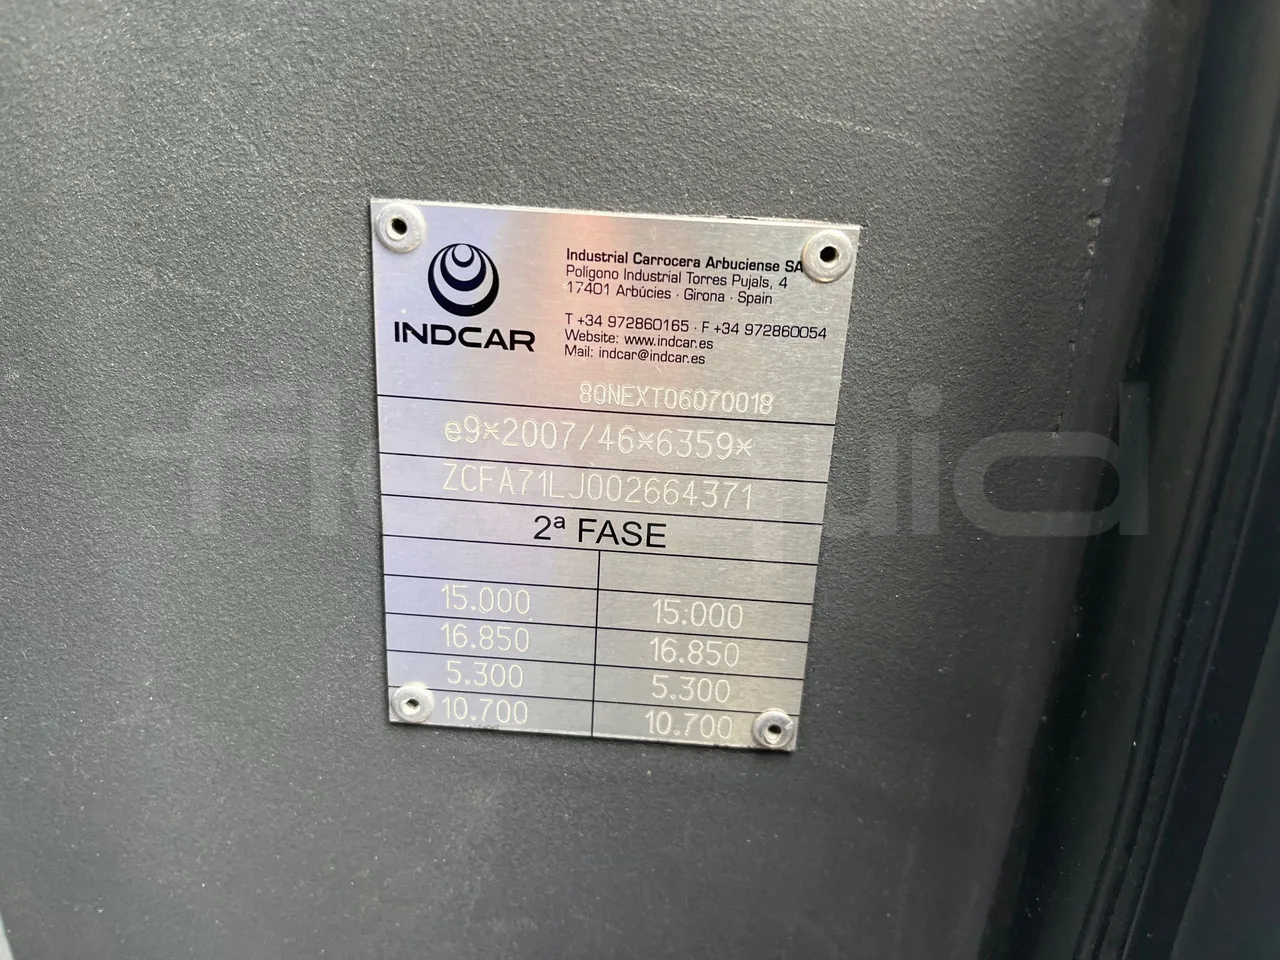 INDCAR
Industrial Carrocera Arbuciense SA
Polígono Industrial Torres Pujals, 4
17401 Arbúcies · Girona · Spain
T +34 972860165 · F +34 972860054
Website: www.indcar.es
Mail: indcar@indcar.es
80NEXT06070018
e9*2007/46*6359*
ZCFA71LJ002664371
2ª FASE
15.000 15.000
16.850 16.850
5.300 5.300
10.700 10.700